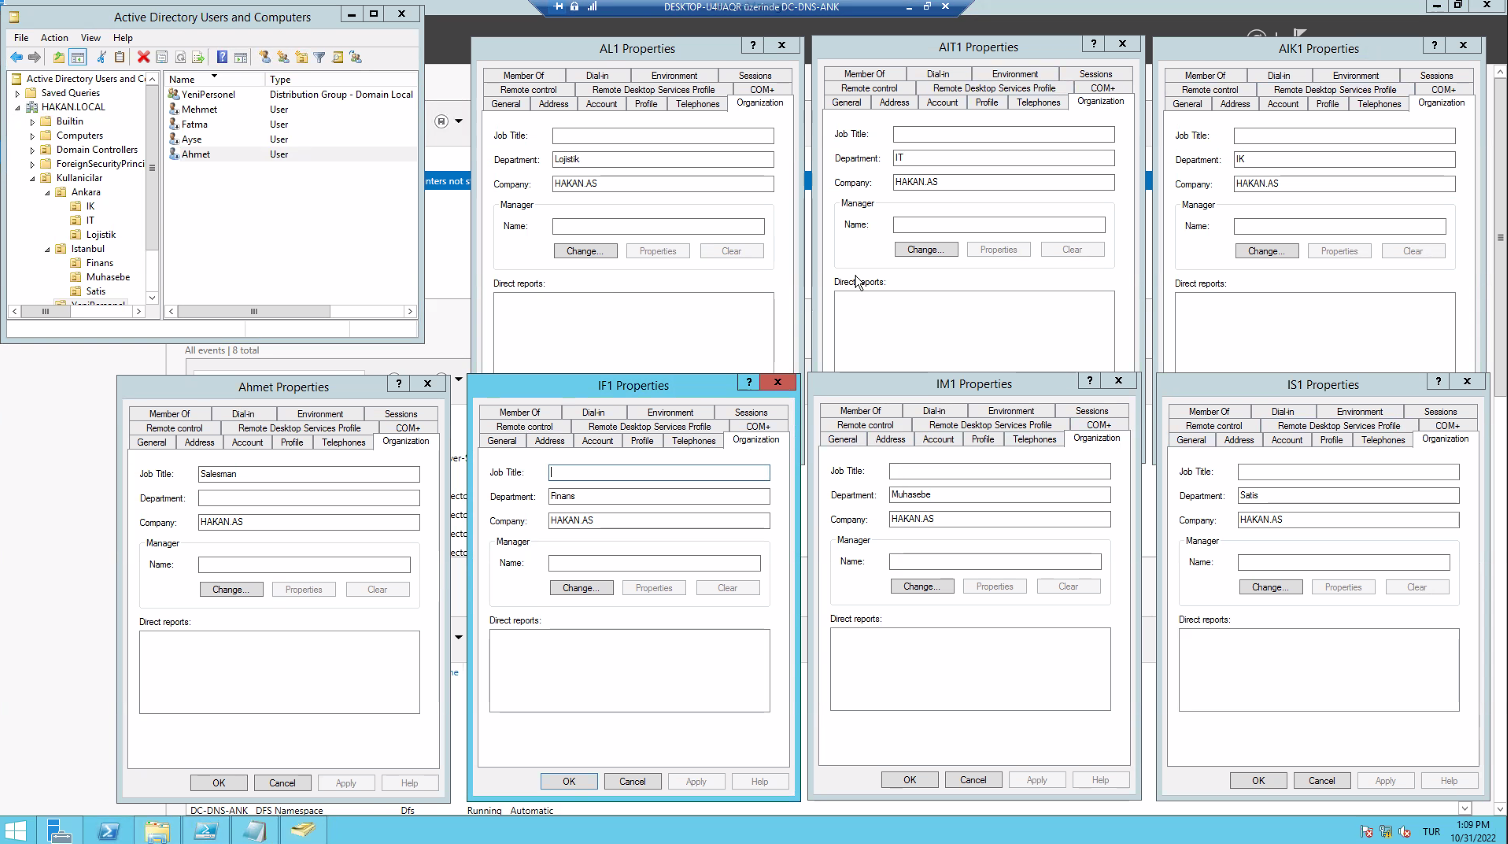 DESKTOP-U4UAQR üzerinde DC-DNS-ANK
Active Directory Users and Computers
File Action View Help
Active Directory Users and C
Saved Queries
HAKAN.LOCAL
Builtin
Computers
Domain Controllers
ForeignSecurityPrinci
Kullanicilar
Ankara
IK
IT
Lojistik
Istanbul
Finans
Muhasebe
Satis
YeniPersonel
Name Type
YeniPersonel Distribution Group - Domain Local
Mehmet User
Fatma User
Ayse User
Ahmet User
nters not st
All events | 8 total
AL1 Properties
Member Of Dial-in Environment Sessions
Remote control Remote Desktop Services Profile COM+
General Address Account Profile Telephones Organization
Job Title:
Department: Lojistik
Company: HAKAN.AS
Manager
Name:
Change... Properties Clear
Direct reports:
AIT1 Properties
Member Of Dial-in Environment Sessions
Remote control Remote Desktop Services Profile COM+
General Address Account Profile Telephones Organization
Job Title:
Department: IT
Company: HAKAN.AS
Manager
Name:
Change... Properties Clear
Direct reports:
AIK1 Properties
Member Of Dial-in Environment Sessions
Remote control Remote Desktop Services Profile COM+
General Address Account Profile Telephones Organization
Job Title:
Department: IK
Company: HAKAN.AS
Manager
Name:
Change... Properties Clear
Direct reports:
Ahmet Properties
Member Of Dial-in Environment Sessions
Remote control Remote Desktop Services Profile COM+
General Address Account Profile Telephones Organization
Job Title: Salesman
Department:
Company: HAKAN.AS
Manager
Name:
Change... Properties Clear
Direct reports:
OK Cancel Apply Help
IF1 Properties
Member Of Dial-in Environment Sessions
Remote control Remote Desktop Services Profile COM+
General Address Account Profile Telephones Organization
Job Title:
Department: Finans
Company: HAKAN.AS
Manager
Name:
Change... Properties Clear
Direct reports:
OK Cancel Apply Help
IM1 Properties
Member Of Dial-in Environment Sessions
Remote control Remote Desktop Services Profile COM+
General Address Account Profile Telephones Organization
Job Title:
Department: Muhasebe
Company: HAKAN.AS
Manager
Name:
Change... Properties Clear
Direct reports:
OK Cancel Apply Help
IS1 Properties
Member Of Dial-in Environment Sessions
Remote control Remote Desktop Services Profile COM+
General Address Account Profile Telephones Organization
Job Title:
Department: Satis
Company: HAKAN.AS
Manager
Name:
Change... Properties Clear
Direct reports:
OK Cancel Apply Help
DC-DNS-ANK DFS Namespace Dfs Running Automatic
TUR
1:09 PM
10/31/2022